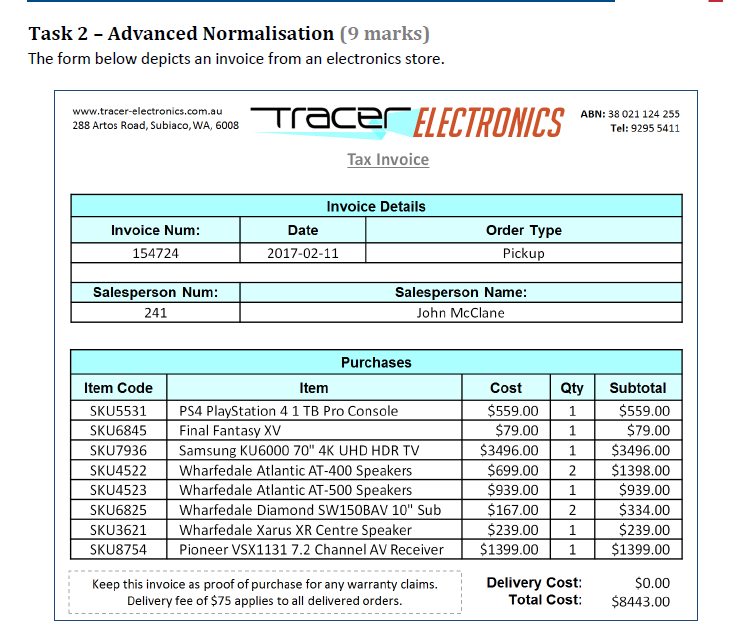 Task 2 – Advanced Normalisation (9 marks)
The form below depicts an invoice from an electronics store.
www.tracer-electronics.com.au
288 Artos Road, Subiaco, WA, 6008
Tracer ELECTRONICS
ABN: 38 021 124 255
Tel: 9295 5411
Tax Invoice
Invoice Details
Invoice Num: Date Order Type
154724 2017-02-11 Pickup
Salesperson Num: Salesperson Name:
241 John McClane
Purchases
Item Code Item Cost Qty Subtotal
SKU5531 PS4 PlayStation 4 1 TB Pro Console $559.00 1 $559.00
SKU6845 Final Fantasy XV $79.00 1 $79.00
SKU7936 Samsung KU6000 70" 4K UHD HDR TV $3496.00 1 $3496.00
SKU4522 Wharfedale Atlantic AT-400 Speakers $699.00 2 $1398.00
SKU4523 Wharfedale Atlantic AT-500 Speakers $939.00 1 $939.00
SKU6825 Wharfedale Diamond SW150BAV 10" Sub $167.00 2 $334.00
SKU3621 Wharfedale Xarus XR Centre Speaker $239.00 1 $239.00
SKU8754 Pioneer VSX1131 7.2 Channel AV Receiver $1399.00 1 $1399.00
Keep this invoice as proof of purchase for any warranty claims.
Delivery fee of $75 applies to all delivered orders.
Delivery Cost: $0.00
Total Cost: $8443.00